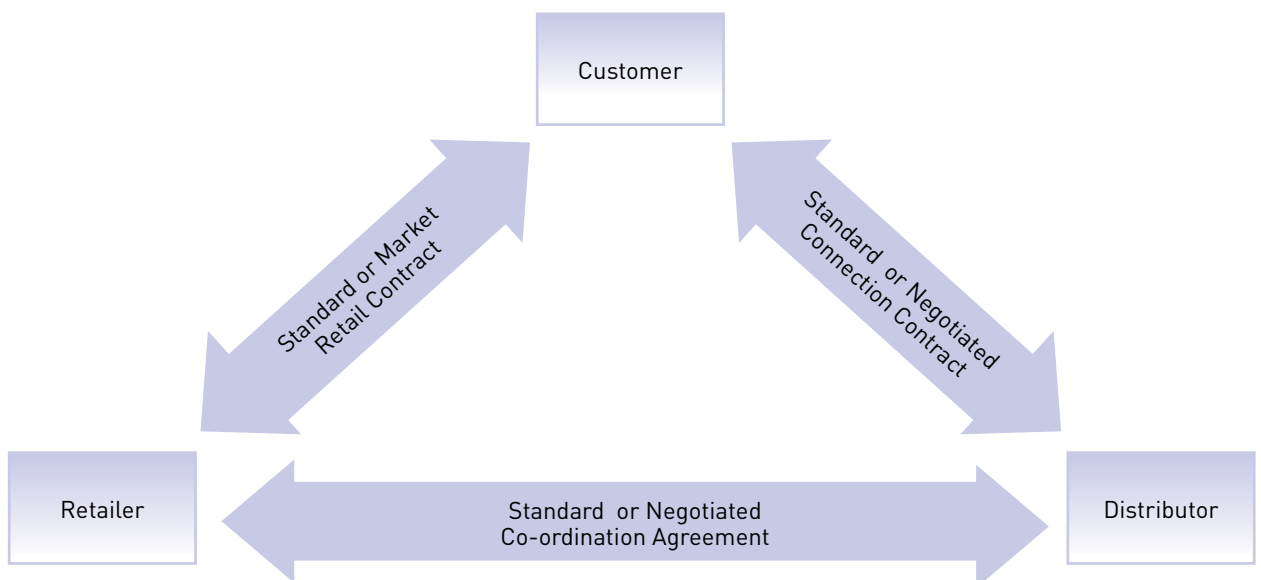 Customer
Standard or Market
Retail Contract
Standard or Negotiated
Connection Contract
Retailer
Standard or Negotiated
Co-ordination Agreement
Distributor